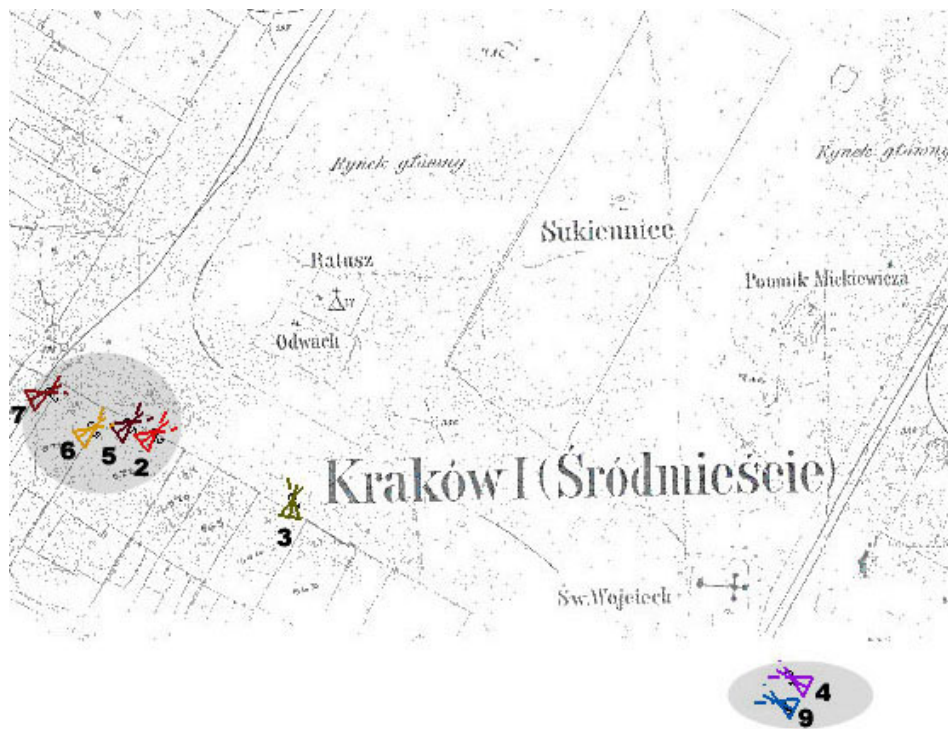 Rynek główny
Rynek główny
Sukiennice
Ratusz
Pomnik Mickiewicza
Odwach
7
6
5
2
Kraków I (Śródmieście)
3
Św. Wojciech
4
9